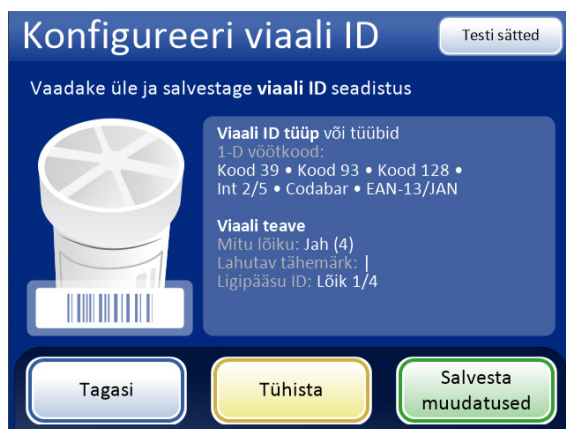 Konfigureeri viaali ID
Testi sätted
Vaadake üle ja salvestage viaali ID seadistus
Viaali ID tüüp või tüübid
1-D vöötkood:
Kood 39 • Kood 93 • Kood 128 •
Int 2/5 • Codabar • EAN-13/JAN
Viaali teave
Mitu lõiku: Jah (4)
Lahutav tähemärk: |
Ligipääsu ID: Lõik 1/4
Tagasi
Tühista
Salvesta
muudatused